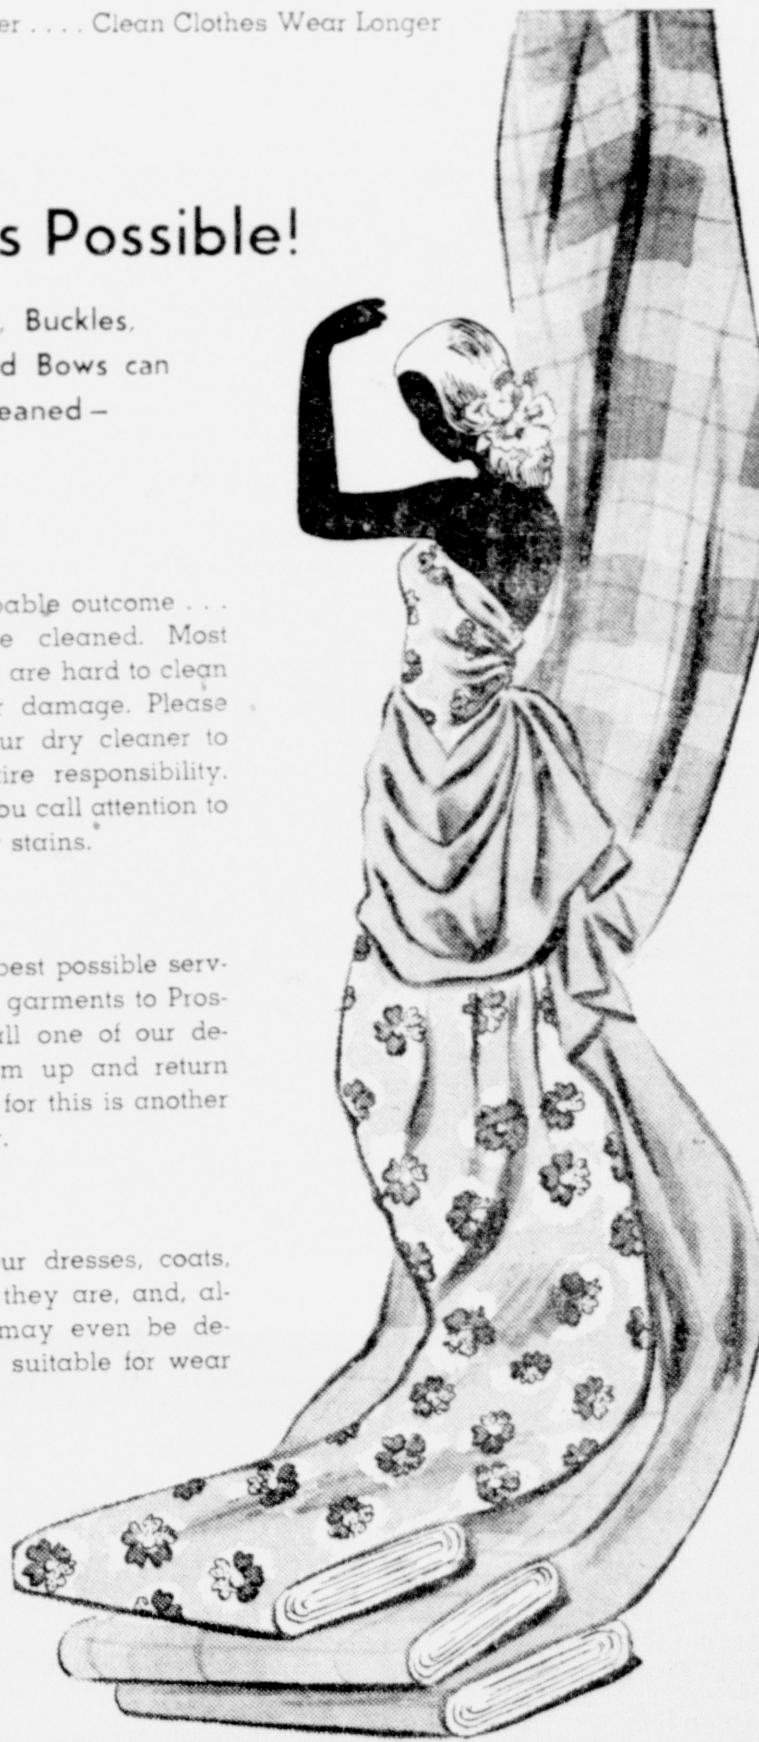 er . . . . Clean Clothes Wear Longer
s Possible!
, Buckles,
d Bows can
eaned –
bable outcome . . .
e cleaned. Most
are hard to clean
r damage. Please
ur dry cleaner to
tire responsibility.
ou call attention to
stains.
best possible serv-
garments to Pros-
all one of our de-
m up and return
for this is another
ur dresses, coats,
they are, and, al-
may even be de-
suitable for wear